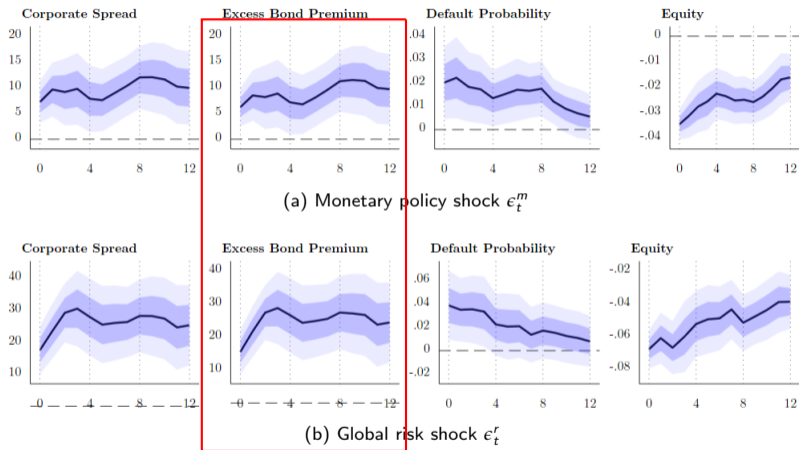 Corporate Spread Excess Bond Premium Default Probability Equity
20 20 .04 0
15 15 .03 -.01
10 10 .02 -.02
5 5 .01 -.03
0 0 0 -.04
0 4 8 12 0 4 8 12 0 4 8 12 0 4 8 12
(a) Monetary policy shock ϵₜᵐ
Corporate Spread Excess Bond Premium Default Probability Equity
40 40 .06 -.02
30 30 .04 -.04
20 20 .02 -.06
10 10 0 -.08
-.02
0 4 8 12 0 4 8 12 0 4 8 12 0 4 8 12
(b) Global risk shock ϵₜʳ